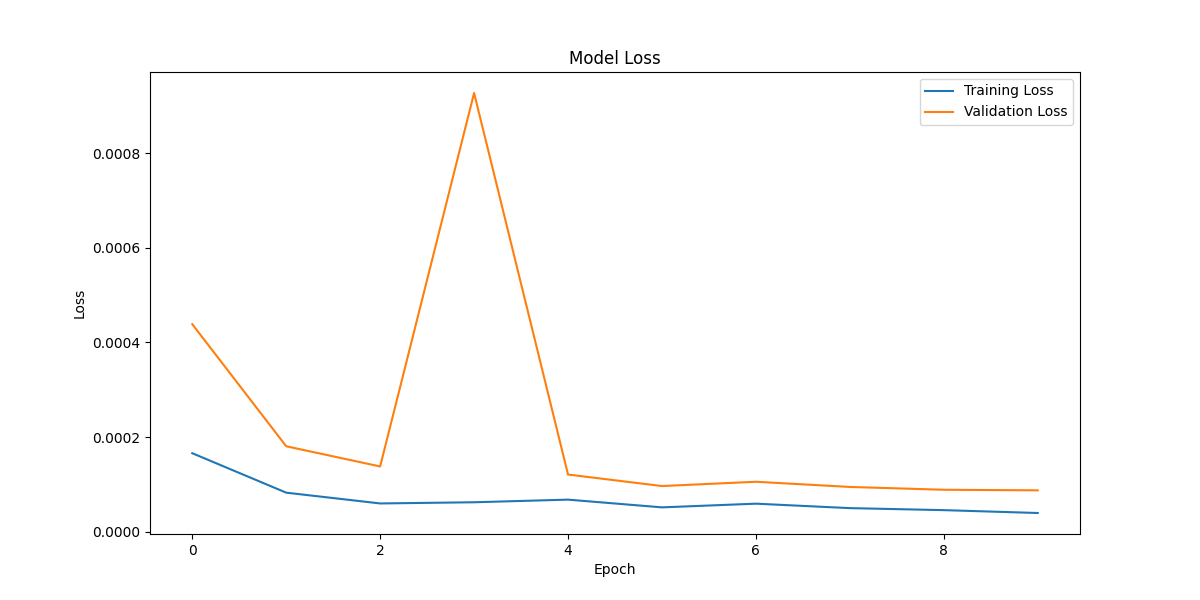 Model Loss
Training Loss
Validation Loss
0.0008
0.0006
0.0004
0.0002
0.0000
Loss
0 2 4 6 8
Epoch